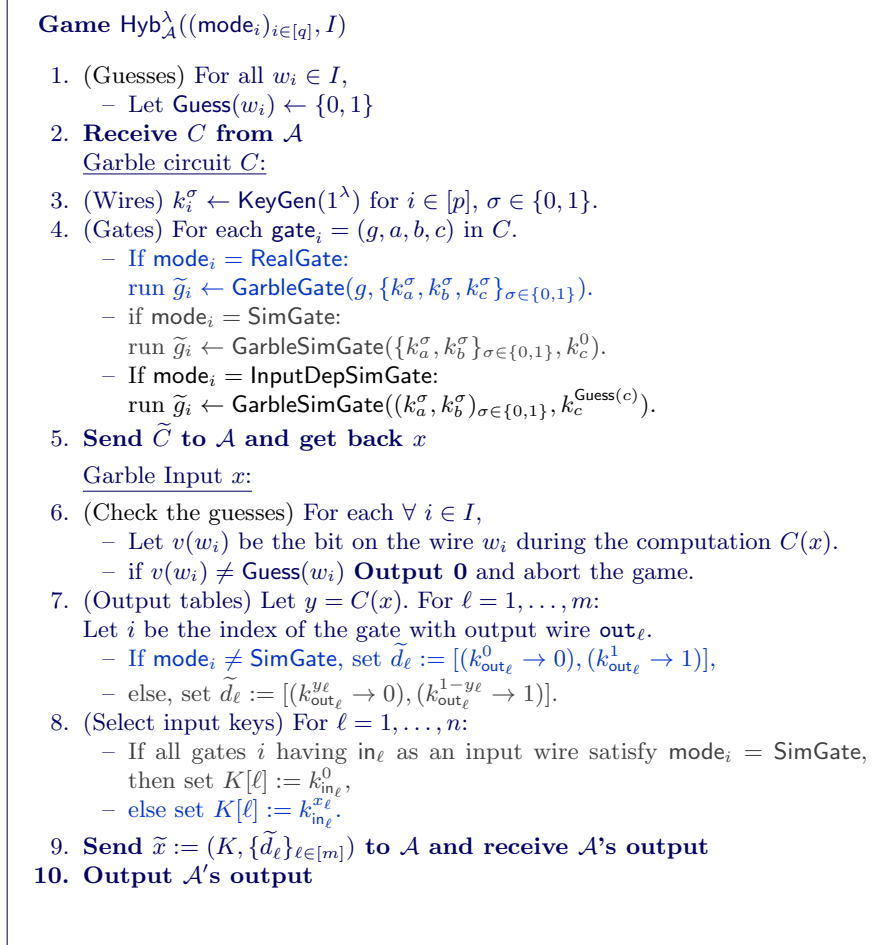 Game Hyb^λ_𝒜((mode_i)_{i∈[q]}, I)
1. (Guesses) For all w_i ∈ I,
– Let Guess(w_i) ← {0, 1}
2. Receive C from 𝒜
Garble circuit C:
3. (Wires) k_i^σ ← KeyGen(1^λ) for i ∈ [p], σ ∈ {0, 1}.
4. (Gates) For each gate_i = (g, a, b, c) in C.
– If mode_i = RealGate:
run g̃_i ← GarbleGate(g, {k_a^σ, k_b^σ, k_c^σ}_{σ∈{0,1}}).
– if mode_i = SimGate:
run g̃_i ← GarbleSimGate({k_a^σ, k_b^σ}_{σ∈{0,1}}, k_c^0).
– If mode_i = InputDepSimGate:
run g̃_i ← GarbleSimGate((k_a^σ, k_b^σ)_{σ∈{0,1}}, k_c^{Guess(c)}).
5. Send C̃ to 𝒜 and get back x
Garble Input x:
6. (Check the guesses) For each ∀ i ∈ I,
– Let v(w_i) be the bit on the wire w_i during the computation C(x).
– if v(w_i) ≠ Guess(w_i) Output 0 and abort the game.
7. (Output tables) Let y = C(x). For ℓ = 1, . . . , m:
Let i be the index of the gate with output wire out_ℓ.
– If mode_i ≠ SimGate, set d̃_ℓ := [(k_{out_ℓ}^0 → 0), (k_{out_ℓ}^1 → 1)],
– else, set d̃_ℓ := [(k_{out_ℓ}^{y_ℓ} → 0), (k_{out_ℓ}^{1−y_ℓ} → 1)].
8. (Select input keys) For ℓ = 1, . . . , n:
– If all gates i having in_ℓ as an input wire satisfy mode_i = SimGate,
then set K[ℓ] := k_{in_ℓ}^0,
– else set K[ℓ] := k_{in_ℓ}^{x_ℓ}.
9. Send x̃ := (K, {d̃_ℓ}_{ℓ∈[m]}) to 𝒜 and receive 𝒜's output
10. Output 𝒜's output